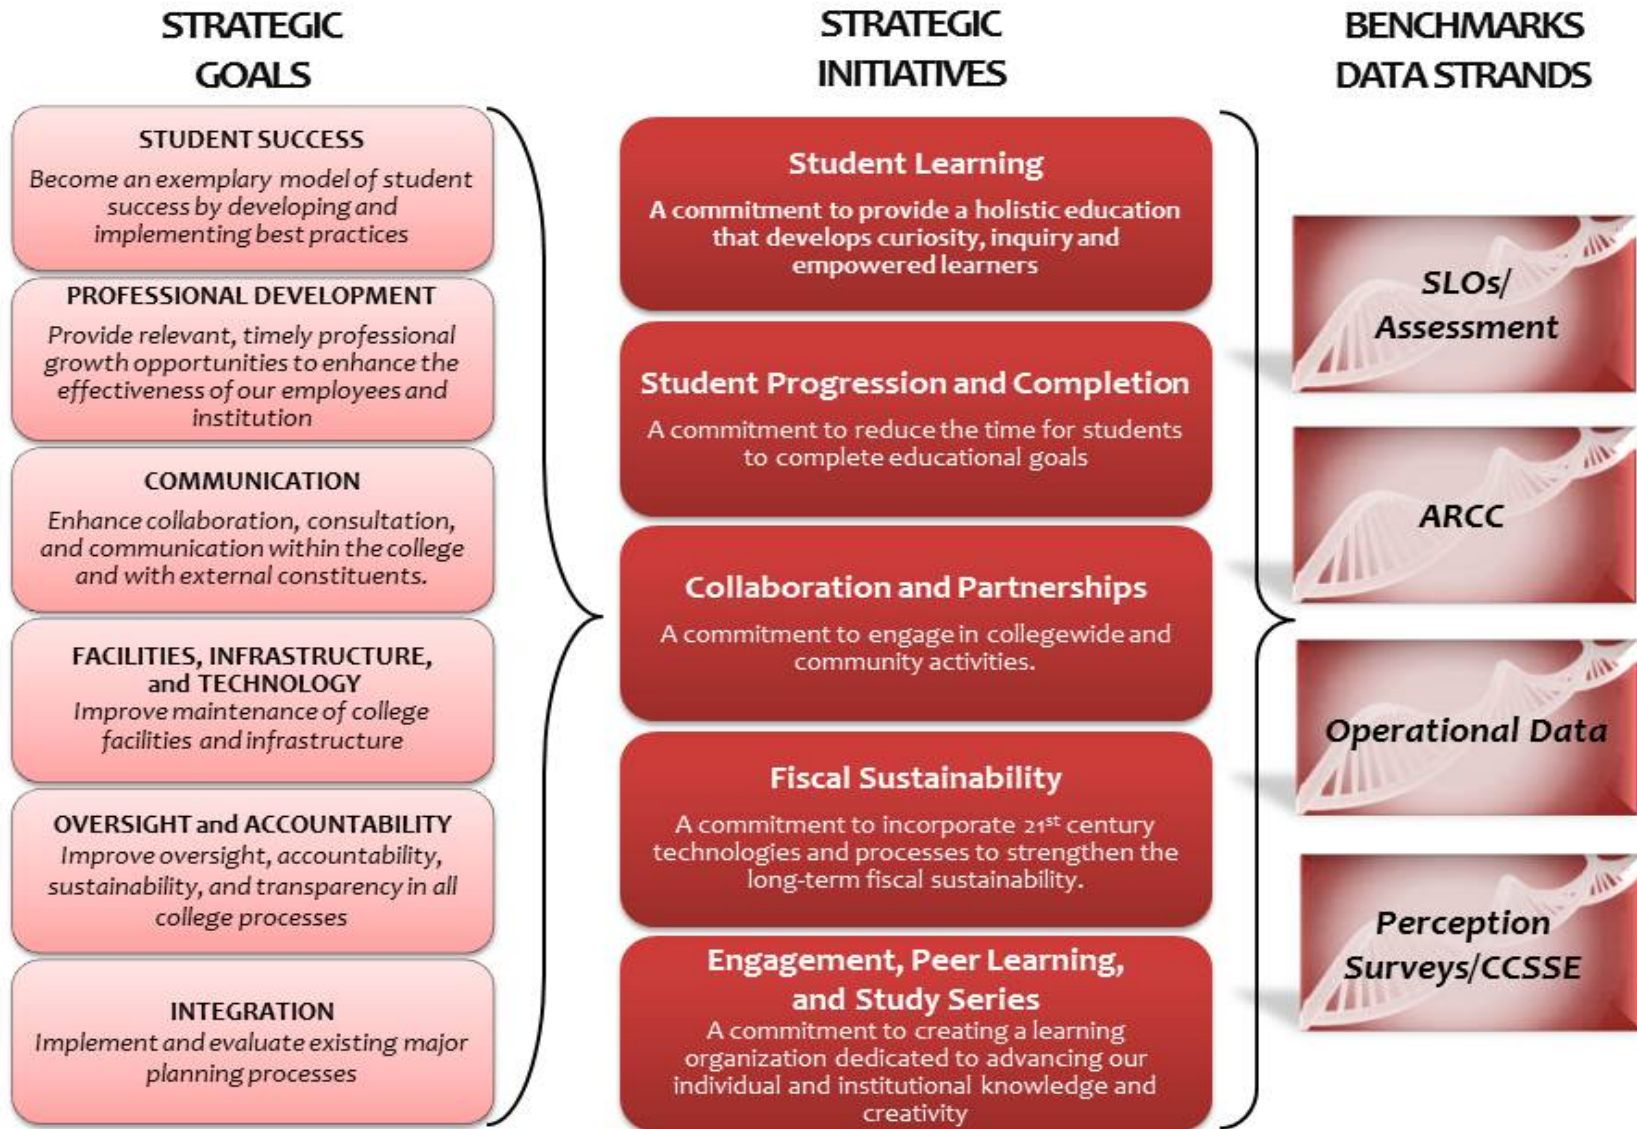 STRATEGIC
GOALS
STUDENT SUCCESS
Become an exemplary model of student
success by developing and
implementing best practices
PROFESSIONAL DEVELOPMENT
Provide relevant, timely professional
growth opportunities to enhance the
effectiveness of our employees and
institution
COMMUNICATION
Enhance collaboration, consultation,
and communication within the college
and with external constituents.
FACILITIES, INFRASTRUCTURE,
and TECHNOLOGY
Improve maintenance of college
facilities and infrastructure
OVERSIGHT and ACCOUNTABILITY
Improve oversight, accountability,
sustainability, and transparency in all
college processes
INTEGRATION
Implement and evaluate existing major
planning processes
STRATEGIC
INITIATIVES
Student Learning
A commitment to provide a holistic education
that develops curiosity, inquiry and
empowered learners
Student Progression and Completion
A commitment to reduce the time for students
to complete educational goals
Collaboration and Partnerships
A commitment to engage in collegewide and
community activities.
Fiscal Sustainability
A commitment to incorporate 21st century
technologies and processes to strengthen the
long-term fiscal sustainability.
Engagement, Peer Learning,
and Study Series
A commitment to creating a learning
organization dedicated to advancing our
individual and institutional knowledge and
creativity
BENCHMARKS
DATA STRANDS
SLOs/
Assessment
ARCC
Operational Data
Perception
Surveys/CCSSE